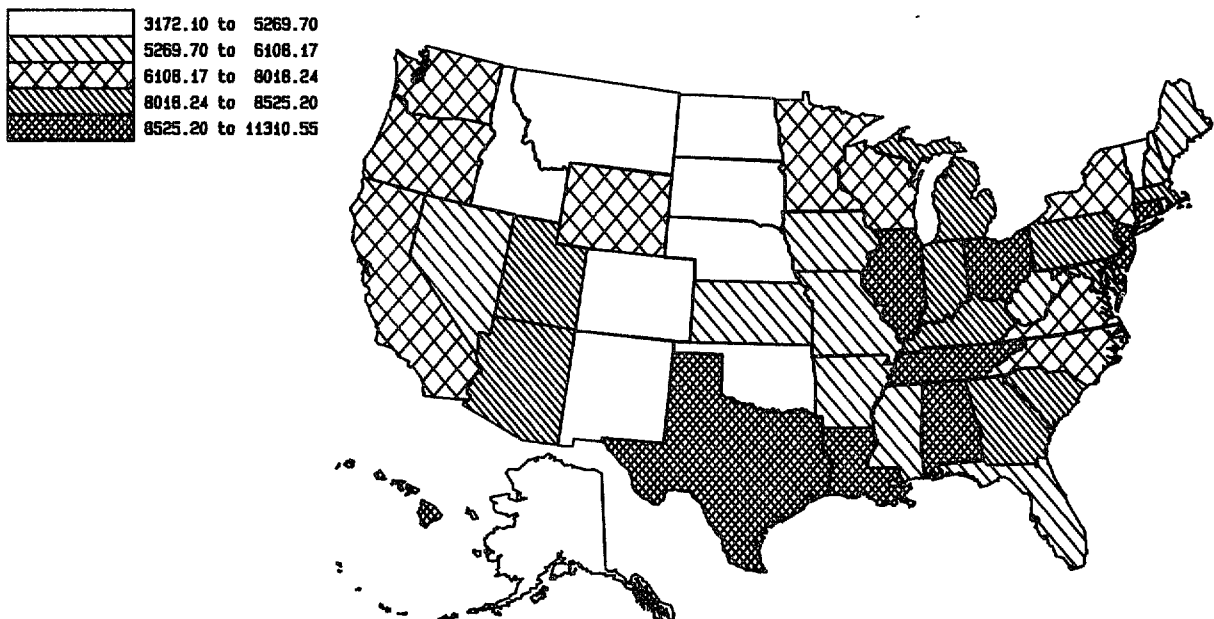 3172.10 to 5269.70
5269.70 to 6108.17
6108.17 to 8018.24
8018.24 to 8525.20
8525.20 to 11310.55